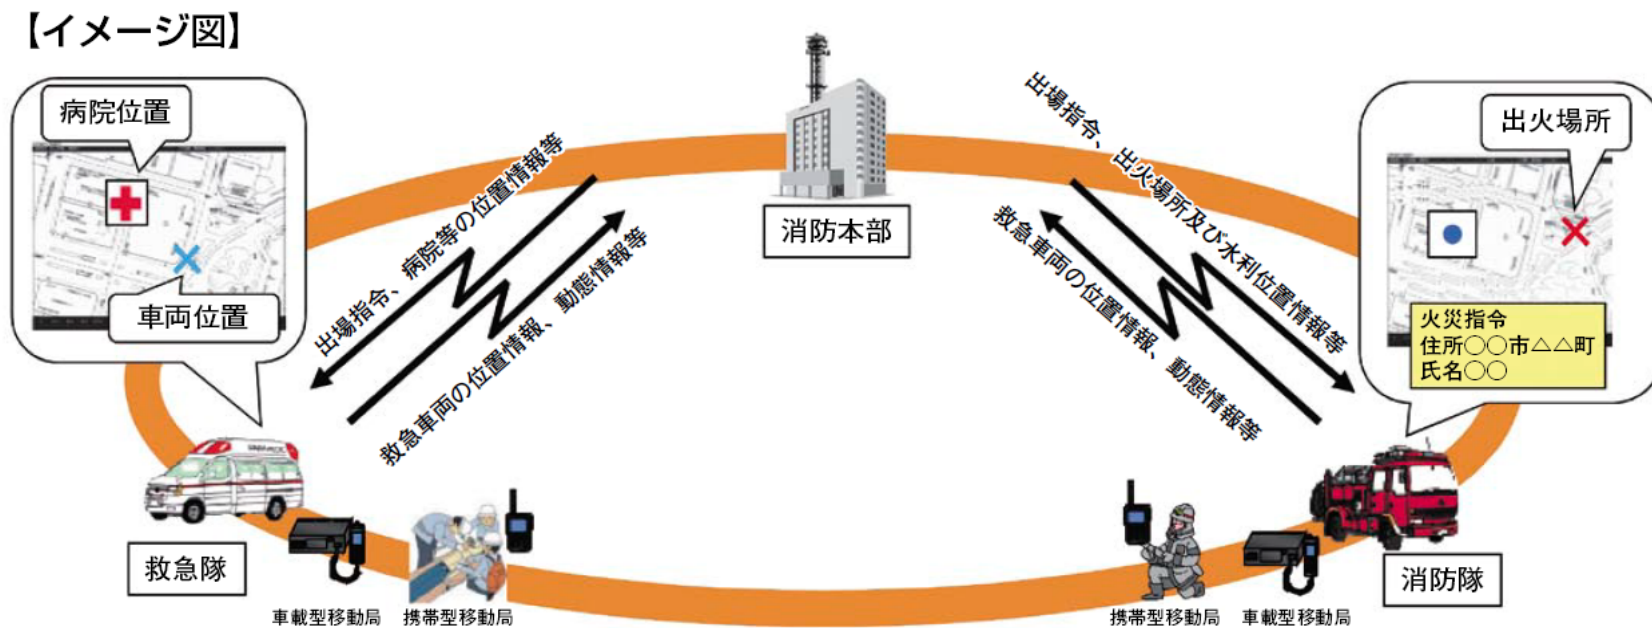 【イメージ図】
病院位置
車両位置
出場指令、病院等の位置情報等
救急車両の位置情報、動態情報等
消防本部
出場指令、出火場所及び水利位置情報等
救急車両の位置情報、動態情報等
出火場所
火災指令
住所○○市△△町
氏名○○
救急隊
車載型移動局
携帯型移動局
携帯型移動局
車載型移動局
消防隊